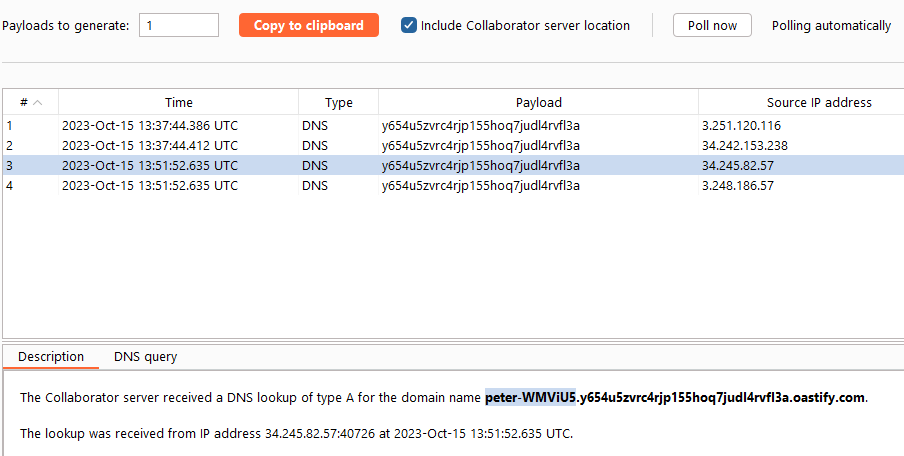 Payloads to generate: 1 Copy to clipboard Include Collaborator server location Poll now Polling automatically
# Time Type Payload Source IP address
1 2023-Oct-15 13:37:44.386 UTC DNS y654u5zvrc4rjp155hoq7judl4rvfl3a 3.251.120.116
2 2023-Oct-15 13:37:44.412 UTC DNS y654u5zvrc4rjp155hoq7judl4rvfl3a 34.242.153.238
3 2023-Oct-15 13:51:52.635 UTC DNS y654u5zvrc4rjp155hoq7judl4rvfl3a 34.245.82.57
4 2023-Oct-15 13:51:52.635 UTC DNS y654u5zvrc4rjp155hoq7judl4rvfl3a 3.248.186.57
Description DNS query
The Collaborator server received a DNS lookup of type A for the domain name peter-WMViU5.y654u5zvrc4rjp155hoq7judl4rvfl3a.oastify.com.
The lookup was received from IP address 34.245.82.57:40726 at 2023-Oct-15 13:51:52.635 UTC.